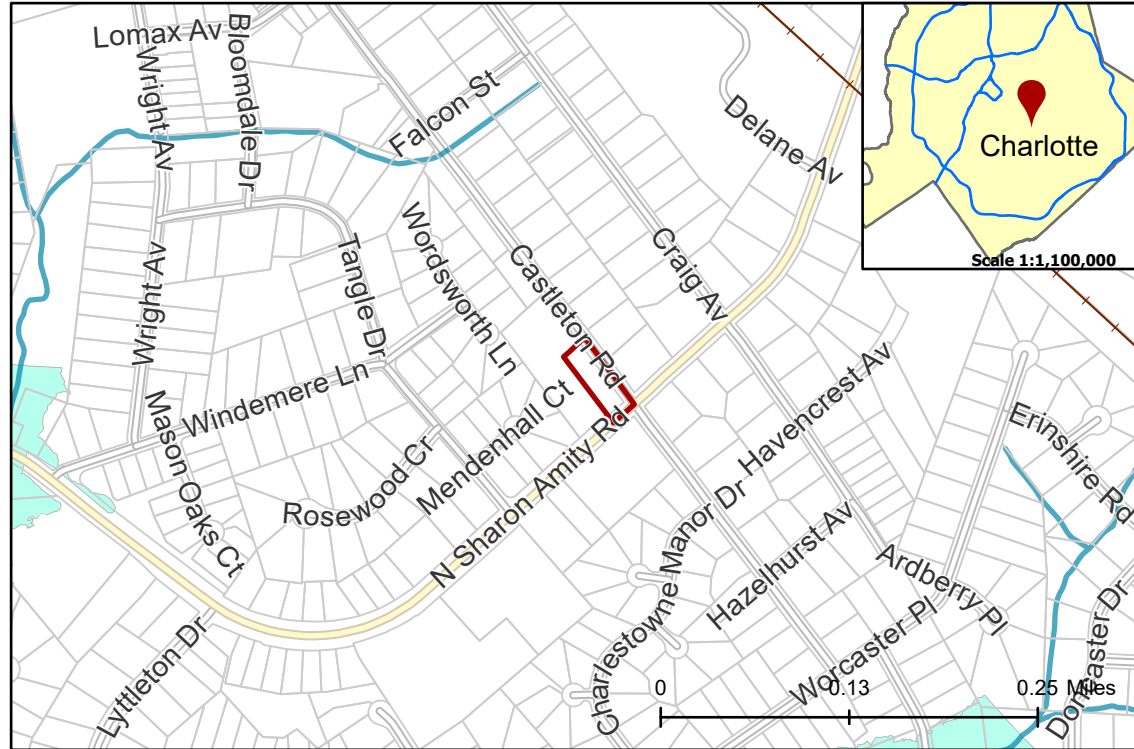 Lomax Av
Bloomdale Dr
Wright Av
Falcon St
Delane Av
Charlotte
Scale 1:1,100,000
Wordsworth Ln
Castleton Rd
Craig Av
Tangle Dr
Wright Av
Windemere Ln
Mason Oaks Ct
Mendenhall Ct
Rosewood Cr
N Sharon Amity Rd
Havencrest Av
Erinshire Rd
Charlestowne Manor Dr
Hazelhurst Av
Ardberry Pl
Worcaster Pl
Doncaster Dr
Lyttleton Dr
0 0.13 0.25 Miles